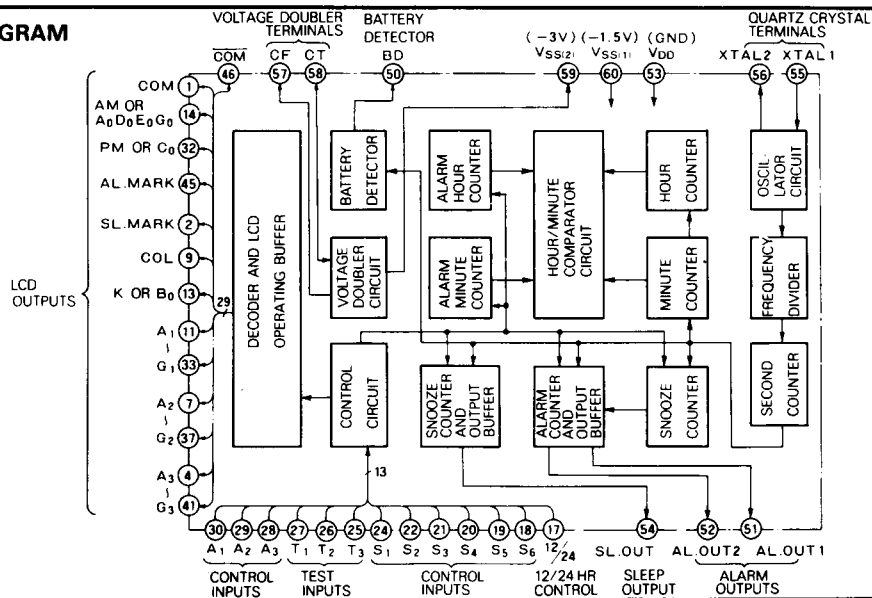 GRAM
VOLTAGE DOUBLER TERMINALS
BATTERY DETECTOR
QUARTZ CRYSTAL TERMINALS
(−3V) (−1.5V) (GND)
COM CF CT BD VSS(2) VSS(1) VDD XTAL2 XTAL1
46 57 58 50 59 60 53 56 55
LCD OUTPUTS
COM 1
AM OR A0D0E0G0 14
PM OR C0 32
AL.MARK 45
SL.MARK 2
COL 9
K OR B0 13
A1 11
~
G1 33
A2 7
~
G2 37
A3 4
~
G3 41
29
DECODER AND LCD OPERATING BUFFER
BATTERY DETECTOR
ALARM HOUR COUNTER
HOUR/MINUTE COMPARATOR CIRCUIT
HOUR COUNTER
OSCILLATOR CIRCUIT
VOLTAGE DOUBLER CIRCUIT
ALARM MINUTE COUNTER
MINUTE COUNTER
FREQUENCY DIVIDER
CONTROL CIRCUIT
SNOOZE COUNTER AND OUTPUT BUFFER
ALARM COUNTER AND OUTPUT BUFFER
SNOOZE COUNTER
SECOND COUNTER
13
30 29 28 27 26 25 24 22 21 20 19 18 17 54 52 51
A1 A2 A3 T1 T2 T3 S1 S2 S3 S4 S5 S6 12/24 SL.OUT AL.OUT2 AL.OUT1
CONTROL INPUTS
TEST INPUTS
CONTROL INPUTS
12/24 HR CONTROL
SLEEP OUTPUT
ALARM OUTPUTS